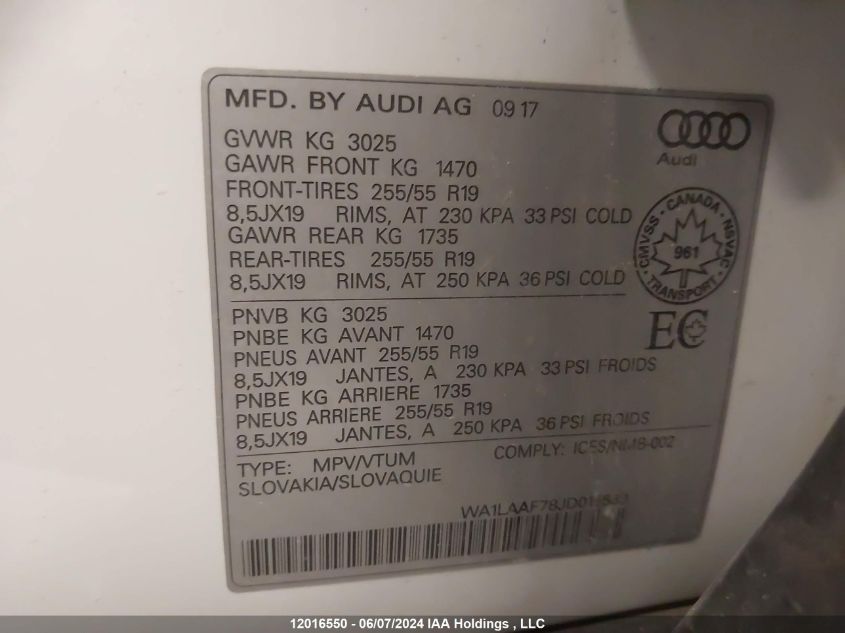 MFD. BY AUDI AG 09 17
Audi
GVWR KG 3025
GAWR FRONT KG 1470
FRONT-TIRES 255/55 R19
8,5JX19 RIMS, AT 230 KPA 33 PSI COLD
GAWR REAR KG 1735
REAR-TIRES 255/55 R19
8,5JX19 RIMS, AT 250 KPA 36 PSI COLD
CMVSS - CANADA - NSVAC
961
TRANSPORT
PNVB KG 3025
PNBE KG AVANT 1470
PNEUS AVANT 255/55 R19
8,5JX19 JANTES, A 230 KPA 33 PSI FROIDS
PNBE KG ARRIERE 1735
PNEUS ARRIERE 255/55 R19
8,5JX19 JANTES, A 250 KPA 36 PSI FROIDS
EC
TYPE: MPV/VTUM COMPLY:
SLOVAKIA/SLOVAQUIE
12016550 - 06/07/2024 IAA Holdings , LLC